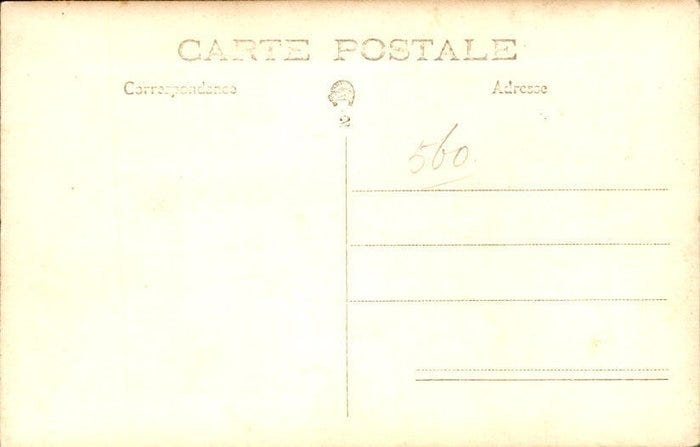 CARTE POSTALE
Correspondance
Adresse
2
560